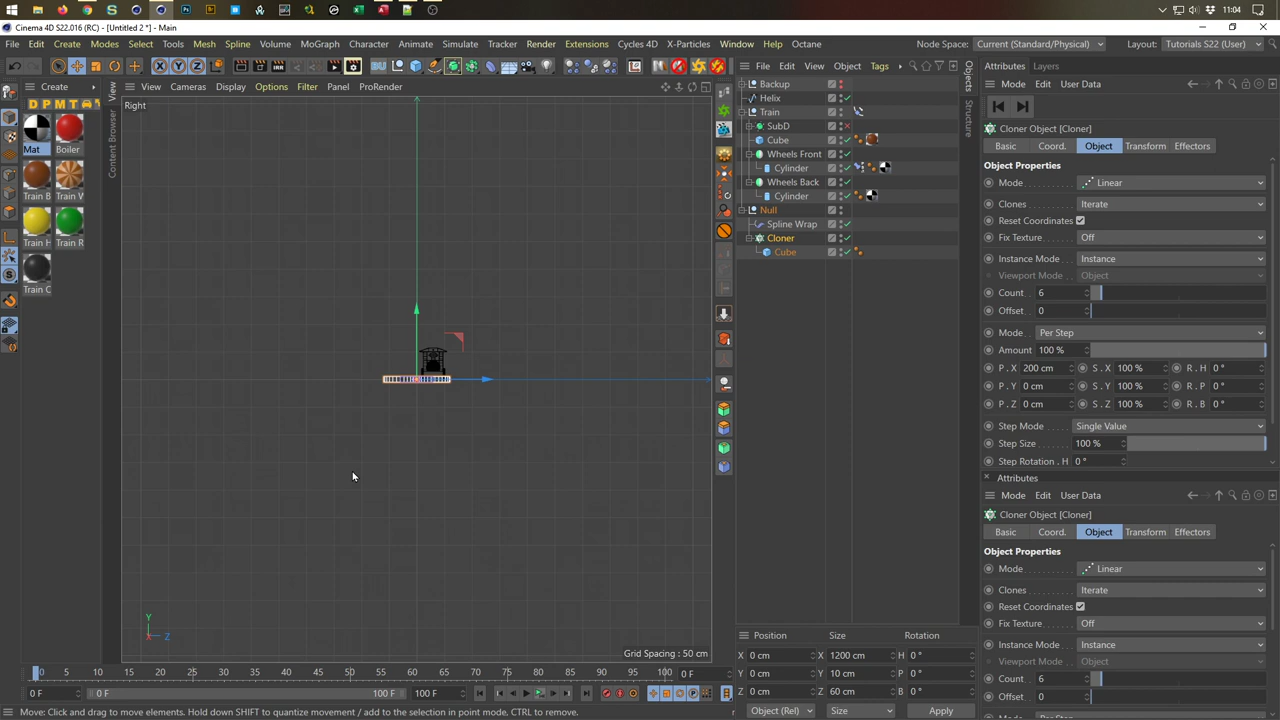 11:04
Cinema 4D S22.016 (RC) - [Untitled 2 *] - Main
File Edit Create Modes Select Tools Mesh Spline Volume MoGraph Character Animate Simulate Tracker Render Extensions Cycles 4D X-Particles Window Help Octane Node Space: Current (Standard/Physical) Layout: Tutorials S22 (User)
Create
D P M T
Mat Boiler
Train B Train V
Train H Train R
Train C
View
Content Browser
View Cameras Display Options Filter Panel ProRender
Right
Y
X Z
Grid Spacing : 50 cm
File Edit View Object Tags
Objects
Structure
Backup
Helix
Train
SubD
Cube
Wheels Front
Cylinder
Wheels Back
Cylinder
Null
Spline Wrap
Cloner
Cube
Attributes Layers
Mode Edit User Data
Cloner Object [Cloner]
Basic Coord. Object Transform Effectors
Object Properties
Mode Linear
Clones Iterate
Reset Coordinates
Fix Texture Off
Instance Mode Instance
Viewport Mode Object
Count 6
Offset 0
Mode Per Step
Amount 100 %
P . X 200 cm S . X 100 % R . H 0 °
P . Y 0 cm S . Y 100 % R . P 0 °
P . Z 0 cm S . Z 100 % R . B 0 °
Step Mode Single Value
Step Size 100 %
Step Rotation . H 0 °
Attributes
Mode Edit User Data
Cloner Object [Cloner]
Basic Coord. Object Transform Effectors
Object Properties
Mode Linear
Clones Iterate
Reset Coordinates
Fix Texture Off
Instance Mode Instance
Viewport Mode Object
Count 6
Offset 0
Position Size Rotation
X 0 cm X 1200 cm H 0 °
Y 0 cm Y 10 cm P 0 °
Z 0 cm Z 60 cm B 0 °
Object (Rel) Size Apply
0 5 10 15 20 25 30 35 40 45 50 55 60 65 70 75 80 85 90 95 100 0 F
0 F 0 F 100 F 100 F
Move: Click and drag to move elements. Hold down SHIFT to quantize movement / add to the selection in point mode, CTRL to remove.